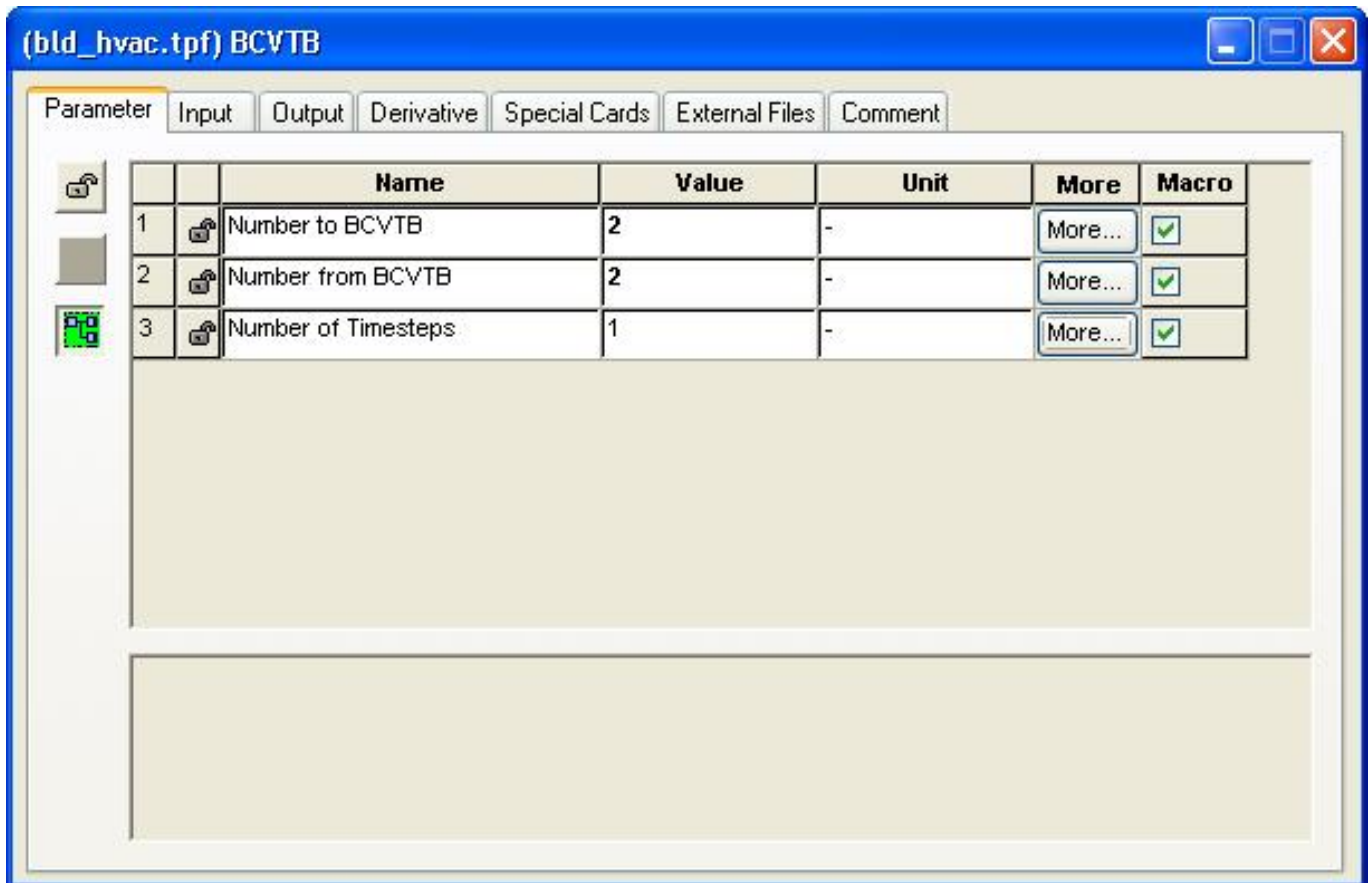 (bld_hvac.tpf) BCVTB
Parameter Input Output Derivative Special Cards External Files Comment
Name Value Unit More Macro
1 Number to BCVTB 2 - More...
2 Number from BCVTB 2 - More...
3 Number of Timesteps 1 - More...